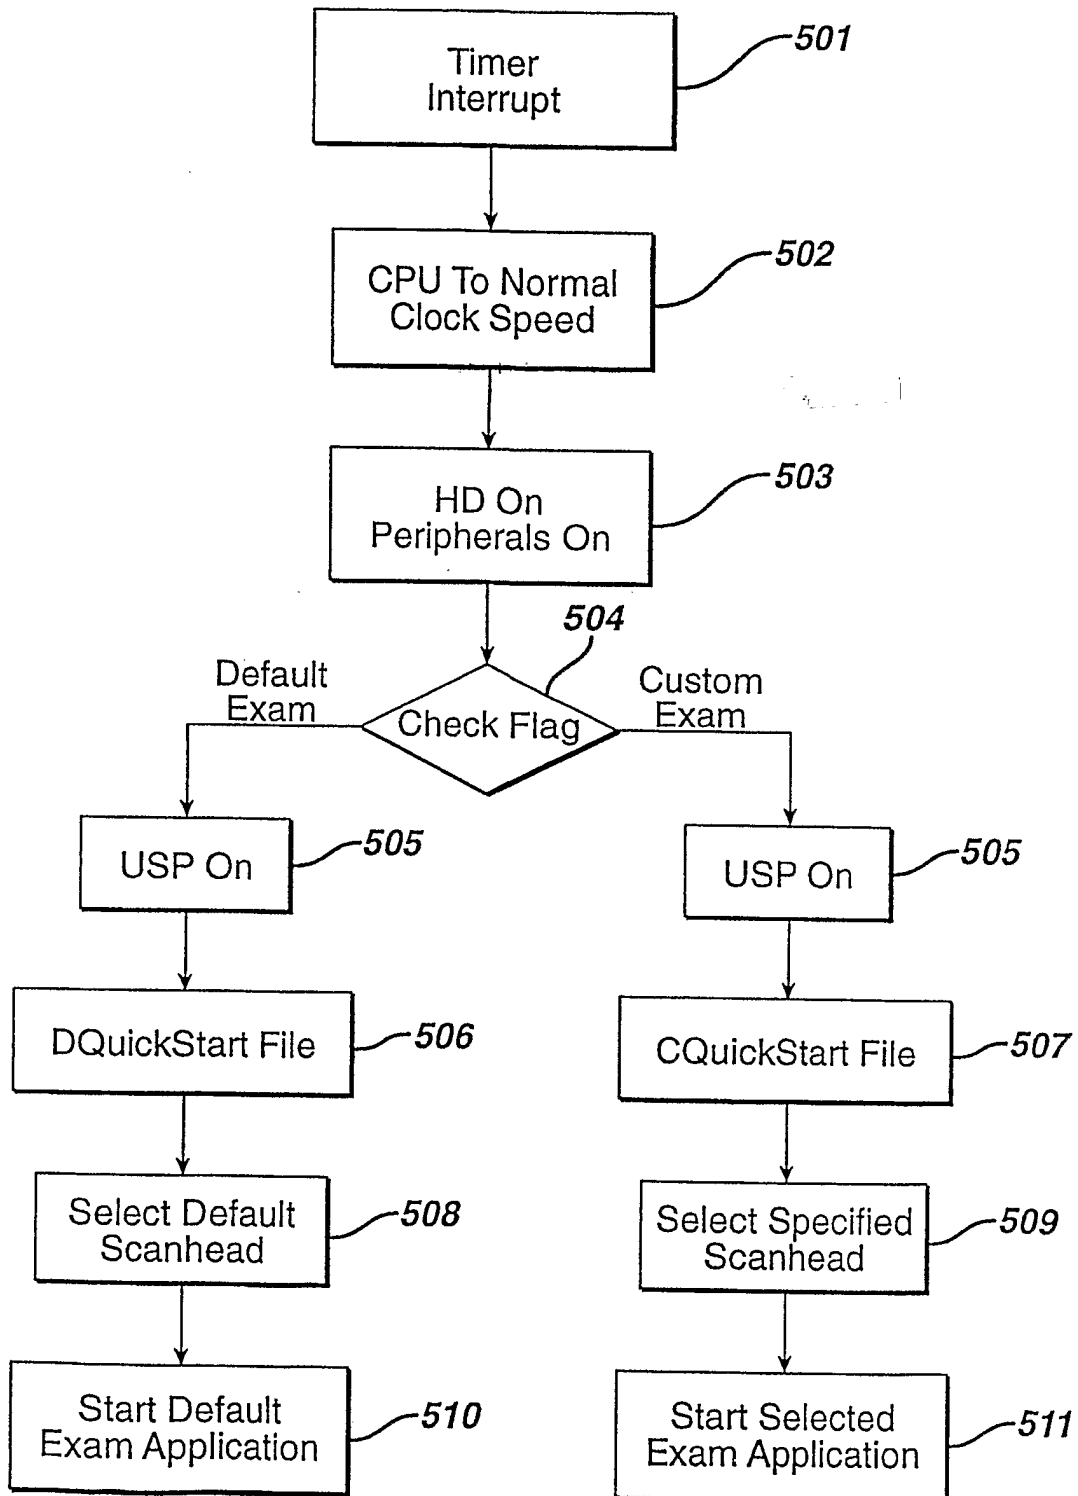 Timer
Interrupt
501
CPU To Normal
Clock Speed
502
HD On
Peripherals On
503
504
Default
Exam
Check Flag
Custom
Exam
USP On
505
USP On
505
DQuickStart File
506
CQuickStart File
507
Select Default
Scanhead
508
Select Specified
Scanhead
509
Start Default
Exam Application
510
Start Selected
Exam Application
511